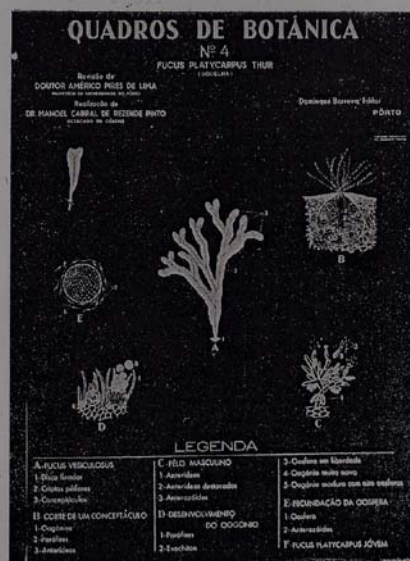 QUADROS DE BOTÂNICA
Nº 4
FUCUS PLATYCARPUS THUR
Revisão de
DOUTOR AMÉRICO PIRES DE LIMA
Realização de
DR. MANOEL CABRAL DE REZENDE PINTO
Domingos Barreira Editor
PÔRTO
A
B
C
D
E
LEGENDA
A-FUCUS VESICULOSUS
1-Disco fixador
2-Criptas pilíferas
3-Conceptáculos
B CORTE DE UM CONCEPTÁCULO
1-Oogónios
2-Paráfises
3-Anterídeos
C-PÊLO MASCULINO
1-Anterídeos
2-Anterídeos destacados
3-Anterozóides
D-DESENVOLVIMENTO
DO OOGÓNIO
1-Paráfises
2-Exochiton
3-Oosfera em liberdade
4-Oogónio muito novo
5-Oogónio maduro com oito oosferas
E-FECUNDAÇÃO DA OOSFERA
1-Oosfera
2-Anterozóides
F-FUCUS PLATYCARPUS JÓVEM